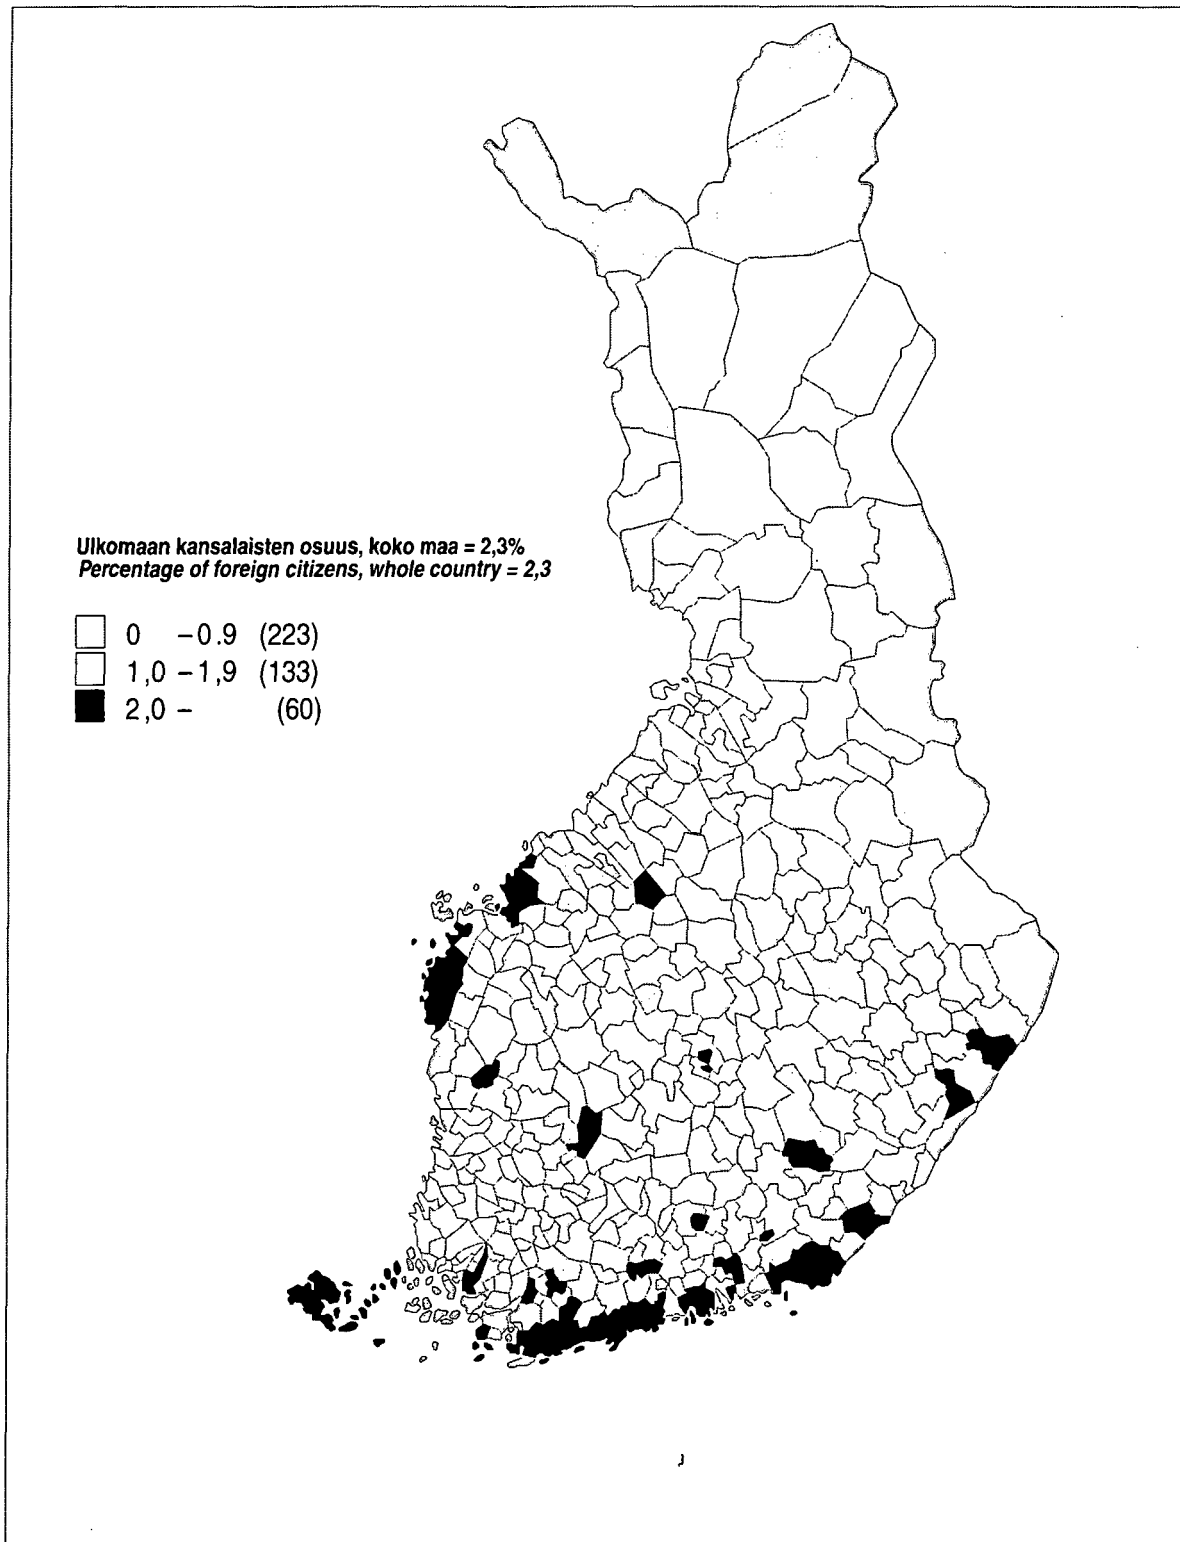 Ulkomaan kansalaisten osuus, koko maa = 2,3%
Percentage of foreign citizens, whole country = 2,3
0 – 0.9 (223)
1,0 – 1,9 (133)
2,0 – (60)